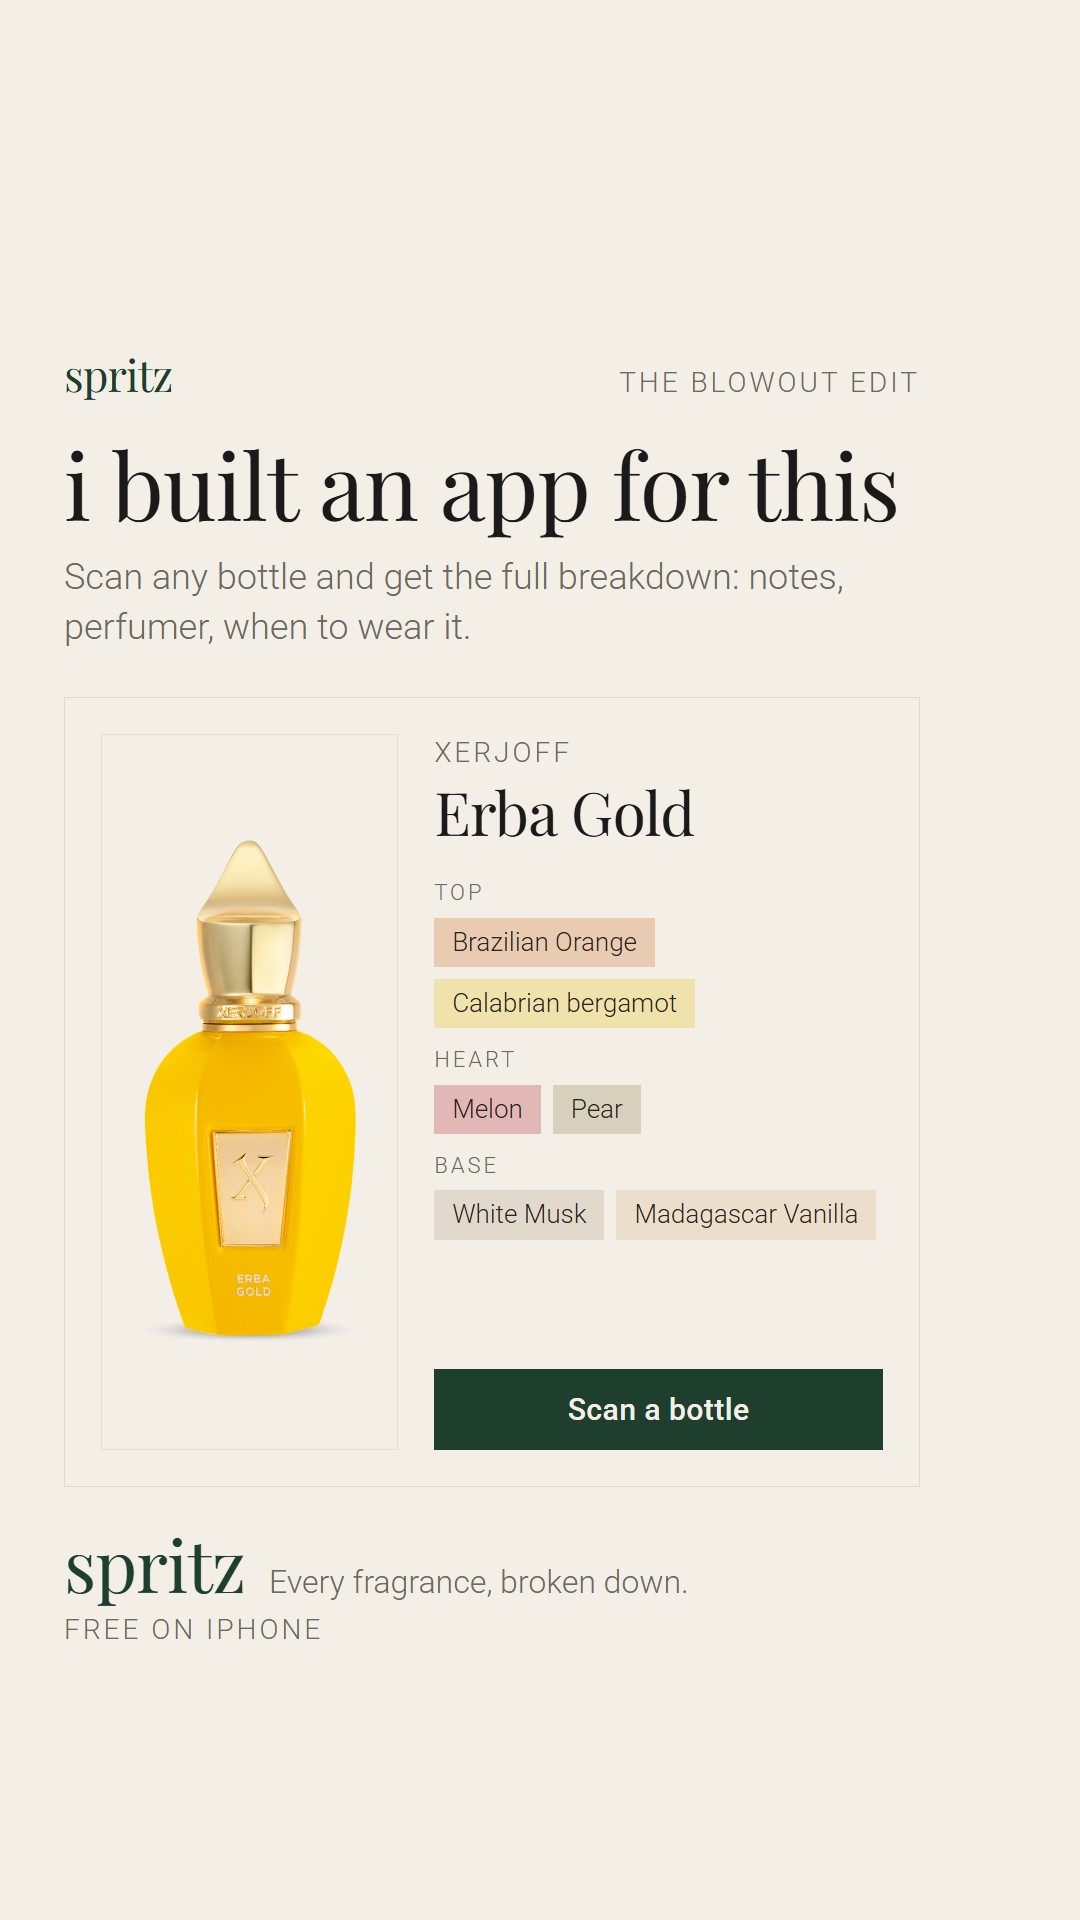 spritz
THE BLOWOUT EDIT
i built an app for this
Scan any bottle and get the full breakdown: notes,
perfumer, when to wear it.
XERJOFF
X
ERBA
GOLD
XERJOFF
Erba Gold
TOP
Brazilian Orange
Calabrian bergamot
HEART
Melon
Pear
BASE
White Musk
Madagascar Vanilla
Scan a bottle
spritz
Every fragrance, broken down.
FREE ON IPHONE